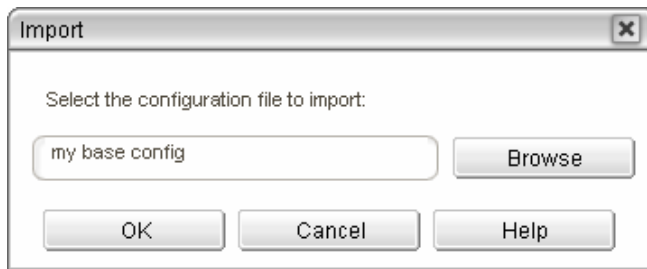 Import
Select the configuration file to import:
my base config
Browse
OK
Cancel
Help